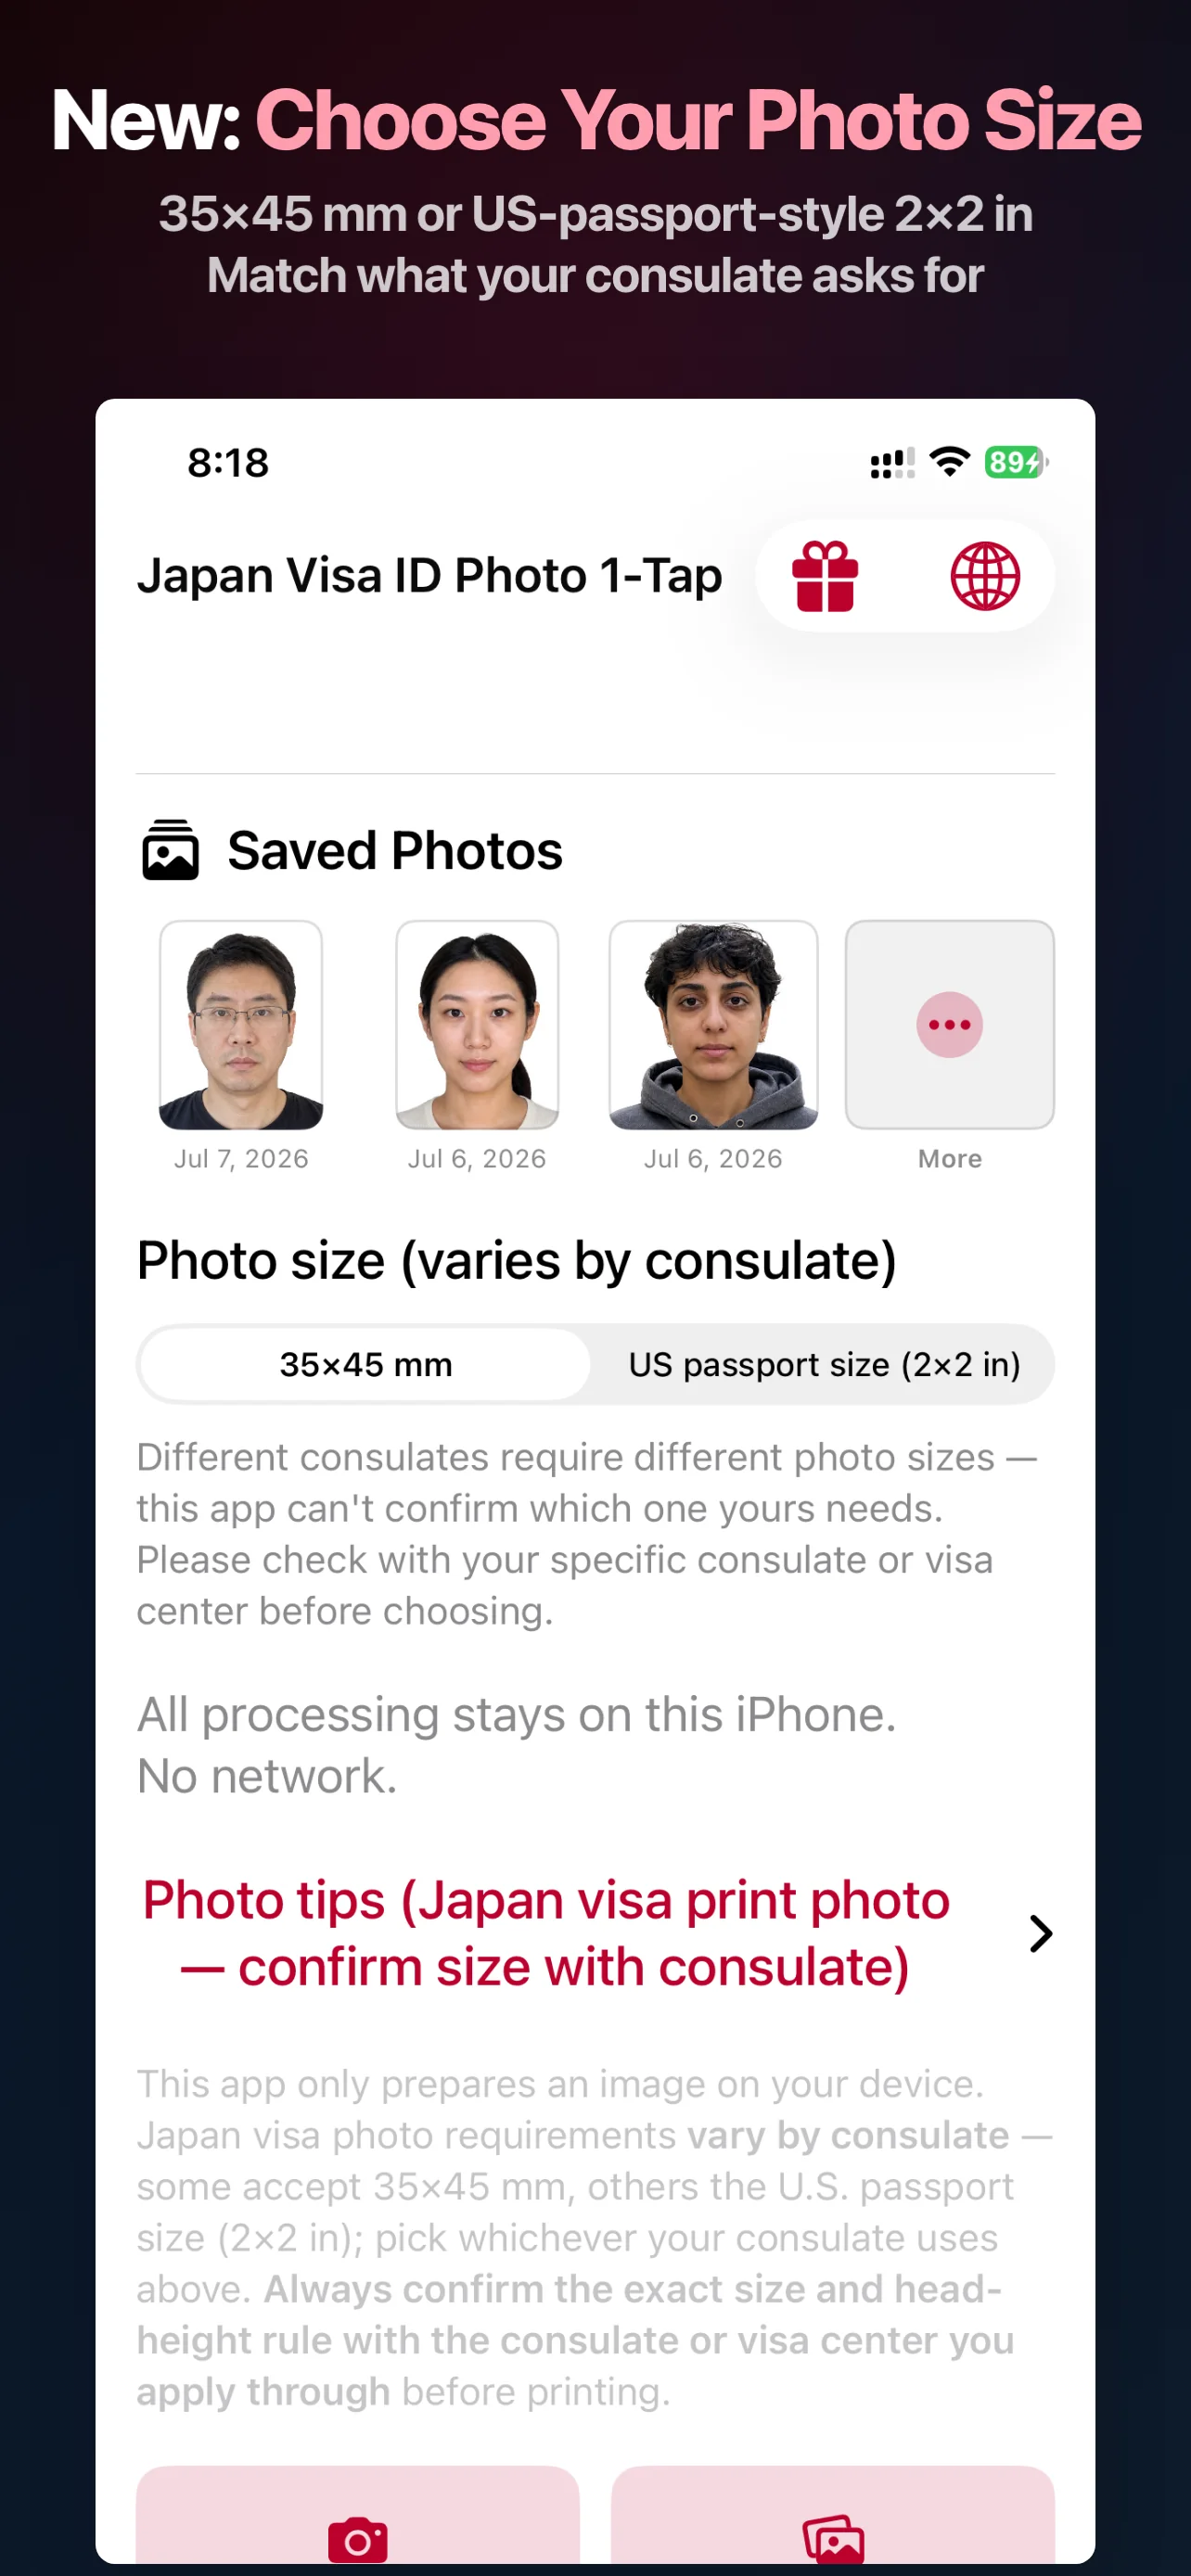 New: Choose Your Photo Size
35×45 mm or US-passport-style 2×2 in
Match what your consulate asks for
8:18
89
Japan Visa ID Photo 1-Tap
Saved Photos
Jul 7, 2026
Jul 6, 2026
Jul 6, 2026
More
Photo size (varies by consulate)
35×45 mm
US passport size (2×2 in)
Different consulates require different photo sizes —
this app can't confirm which one yours needs.
Please check with your specific consulate or visa
center before choosing.
All processing stays on this iPhone.
No network.
Photo tips (Japan visa print photo
— confirm size with consulate)
This app only prepares an image on your device.
Japan visa photo requirements vary by consulate —
some accept 35×45 mm, others the U.S. passport
size (2×2 in); pick whichever your consulate uses
above. Always confirm the exact size and head-
height rule with the consulate or visa center you
apply through before printing.